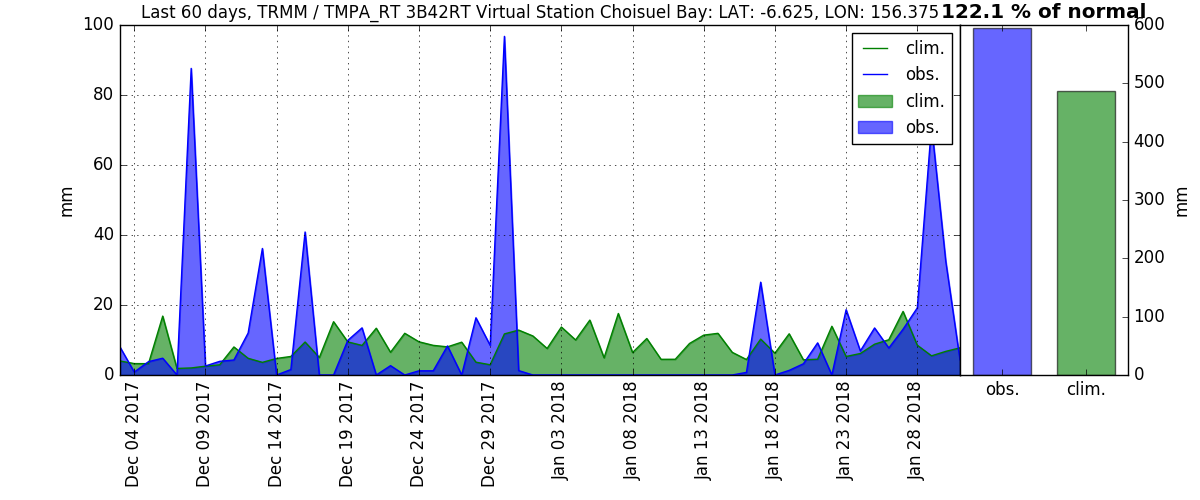 Last 60 days, TRMM / TMPA_RT 3B42RT Virtual Station Choisuel Bay: LAT: -6.625, LON: 156.375
122.1 % of normal
100
80
60
40
20
0
mm
clim.
obs.
clim.
obs.
600
500
400
300
200
100
0
mm
obs.
clim.
Dec 04 2017
Dec 09 2017
Dec 14 2017
Dec 19 2017
Dec 24 2017
Dec 29 2017
Jan 03 2018
Jan 08 2018
Jan 13 2018
Jan 18 2018
Jan 23 2018
Jan 28 2018